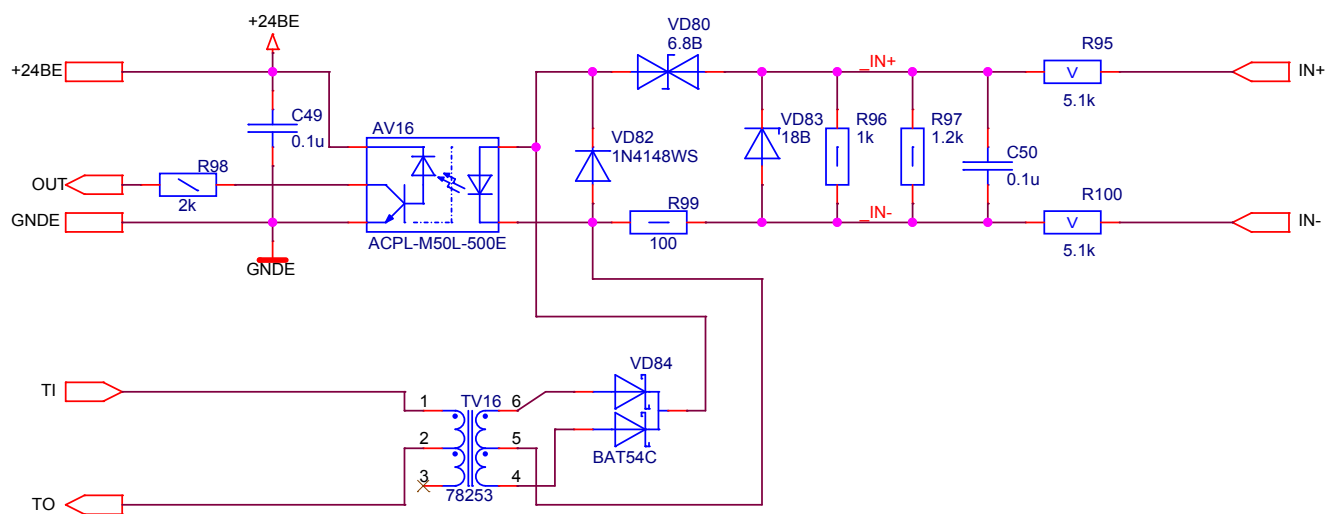 +24BE
VD80
6.8B
R95
+24BE
_IN+
V
IN+
5.1k
C49
0.1u
AV16
VD82
1N4148WS
VD83
18B
R96
1k
R97
1.2k
C50
0.1u
R98
OUT
2k
R99
R100
GNDE
_IN-
V
IN-
ACPL-M50L-500E
100
5.1k
GNDE
VD84
TI
1
TV16
6
2
5
BAT54C
3
4
78253
TO